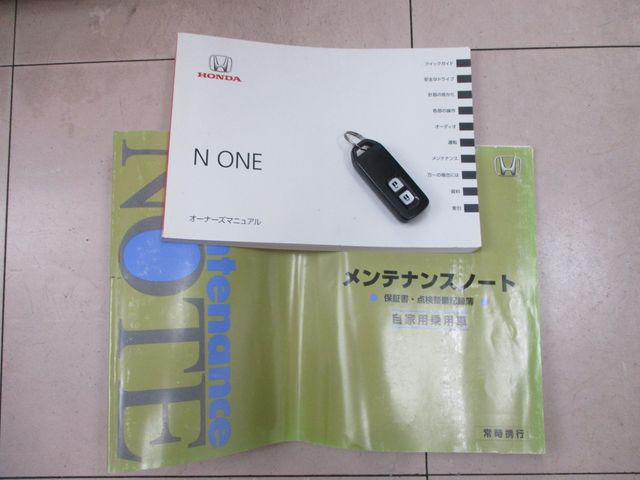 HONDA
N ONE
オーナーズマニュアル
クイックガイド
安全なドライブ
計器の見かた
各部の操作
オーディオ
運転
メンテナンス
万一の場合には
資料
索引
NOTE
メンテナンスノート
保証書・点検整備記録簿
自家用乗用車
常時携行